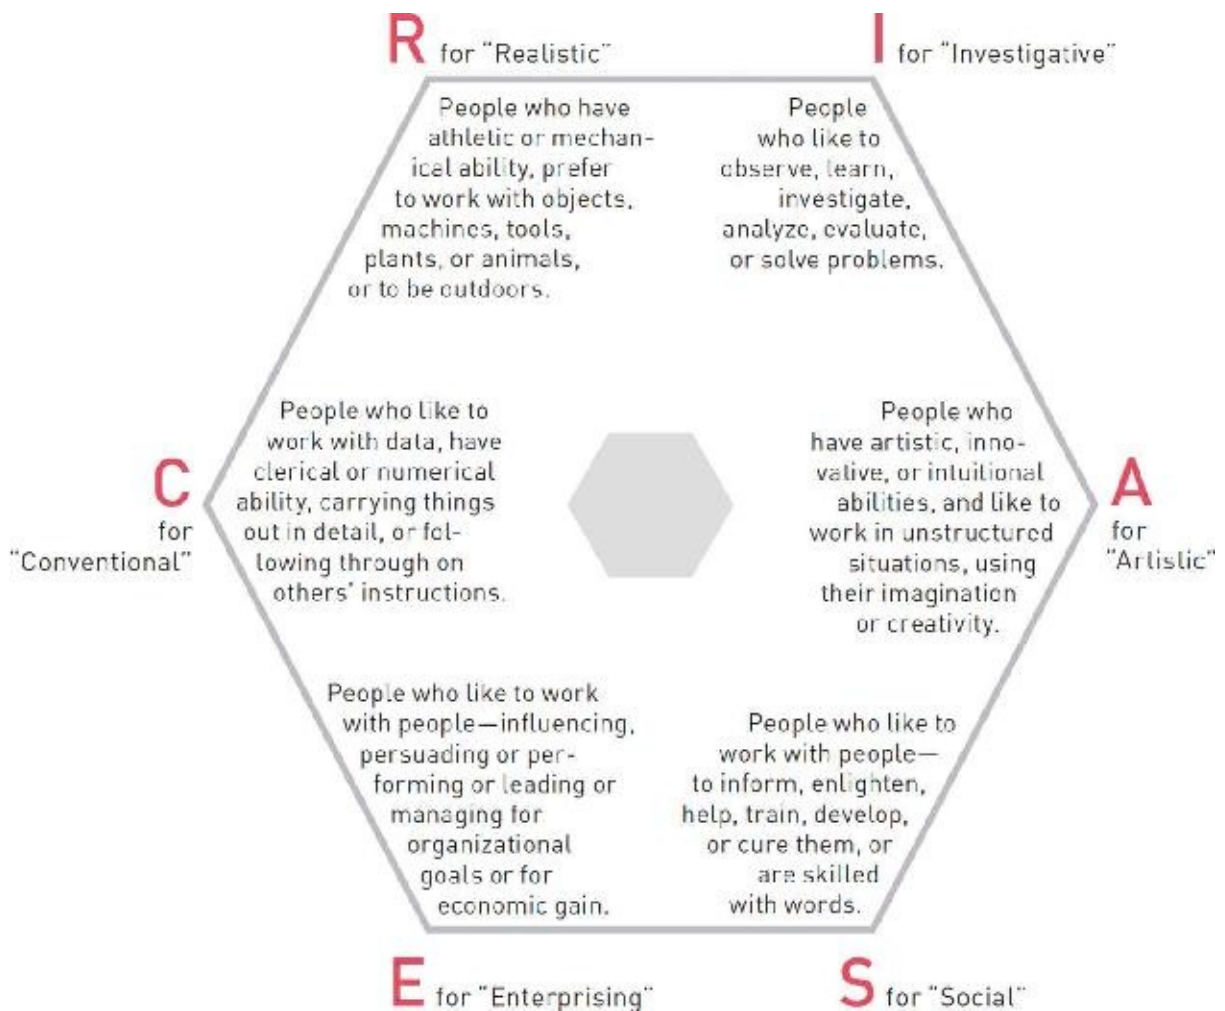 R for "Realistic"
I for "Investigative"
People who have
athletic or mechan-
ical ability, prefer
to work with objects,
machines, tools,
plants, or animals,
or to be outdoors.
People
who like to
observe, learn,
investigate,
analyze, evaluate,
or solve problems.
C
for
"Conventional"
People who like to
work with data, have
clerical or numerical
ability, carrying things
out in detail, or fol-
lowing through on
others' instructions.
People who
have artistic, inno-
vative, or intuitional
abilities, and like to
work in unstructured
situations, using
their imagination
or creativity.
A
for
"Artistic"
People who like to work
with people—influencing,
persuading or per-
forming or leading or
managing for
organizational
goals or for
economic gain.
People who like to
work with people—
to inform, enlighten,
help, train, develop,
or cure them, or
are skilled
with words.
E for "Enterprising"
S for "Social"